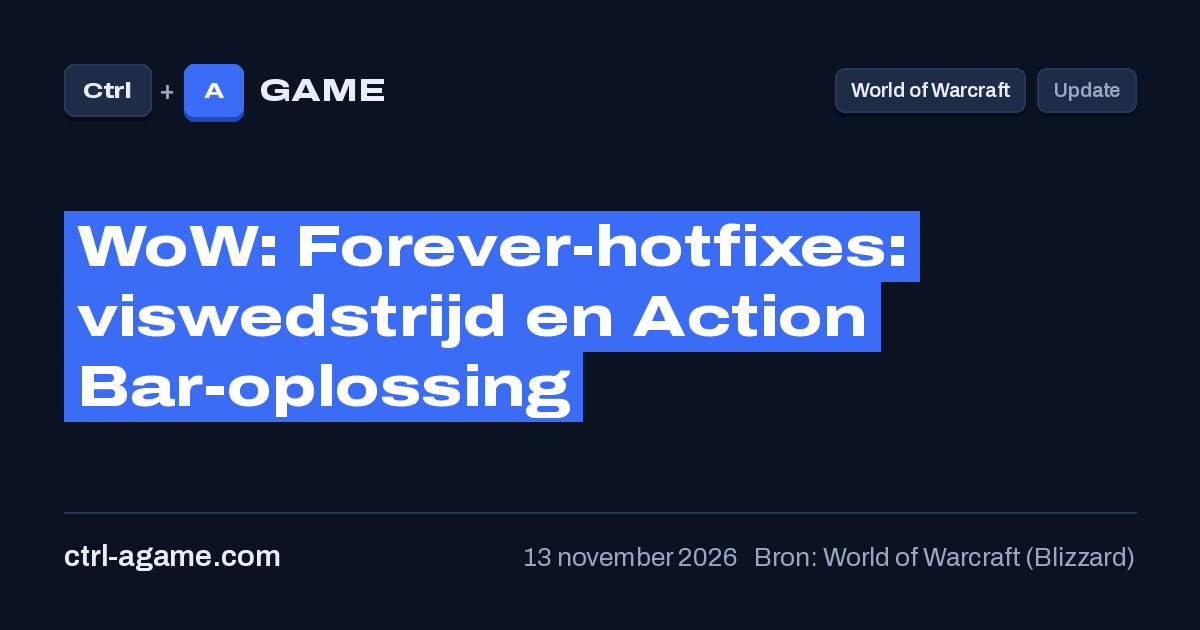 Ctrl + A GAME
World of Warcraft Update
WoW: Forever-hotfixes:
viswedstrijd en Action
Bar-oplossing
ctrl-agame.com
13 november 2026 Bron: World of Warcraft (Blizzard)